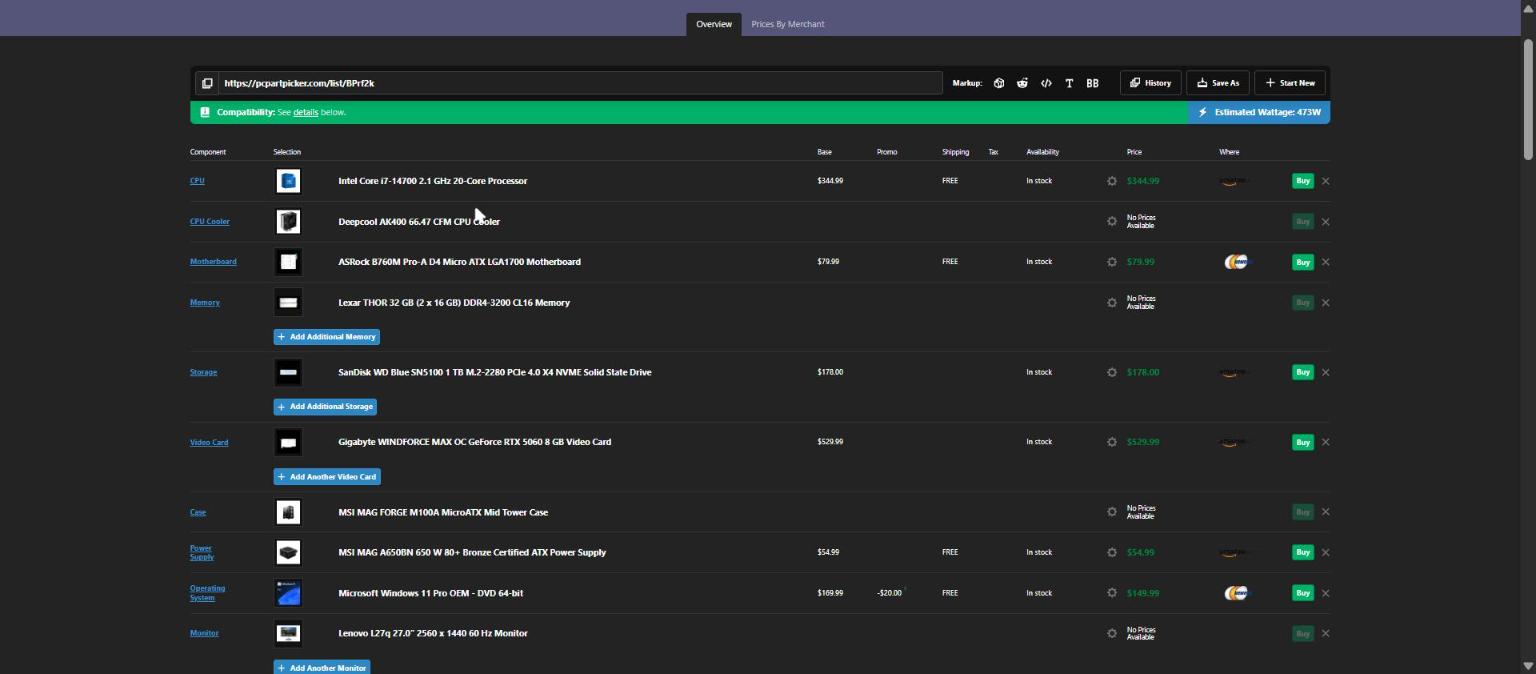 Overview Prices By Merchant
https://pcpartpicker.com/list/BPrf2k Markup: T BB History Save As Start New
Compatibility: See details below. Estimated Wattage: 473W
Component Selection Base Promo Shipping Tax Availability Price Where
CPU Intel Core i7-14700 2.1 GHz 20-Core Processor $344.99 FREE In stock $344.99 Buy
CPU Cooler Deepcool AK400 66.47 CFM CPU Cooler No Prices Available Buy
Motherboard ASRock B760M Pro-A D4 Micro ATX LGA1700 Motherboard $79.99 FREE In stock $79.99 Buy
Memory Lexar THOR 32 GB (2 x 16 GB) DDR4-3200 CL16 Memory No Prices Available Buy
+ Add Additional Memory
Storage SanDisk WD Blue SN5100 1 TB M.2-2280 PCIe 4.0 X4 NVME Solid State Drive $178.00 In stock $178.00 Buy
+ Add Additional Storage
Video Card Gigabyte WINDFORCE MAX OC GeForce RTX 5060 8 GB Video Card $529.99 In stock $529.99 Buy
+ Add Another Video Card
Case MSI MAG FORGE M100A MicroATX Mid Tower Case No Prices Available Buy
Power Supply MSI MAG A650BN 650 W 80+ Bronze Certified ATX Power Supply $54.99 FREE In stock $54.99 Buy
Operating System Microsoft Windows 11 Pro OEM - DVD 64-bit $169.99 -$20.00 FREE In stock $149.99 Buy
Monitor Lenovo L27q 27.0" 2560 x 1440 60 Hz Monitor No Prices Available Buy
+ Add Another Monitor